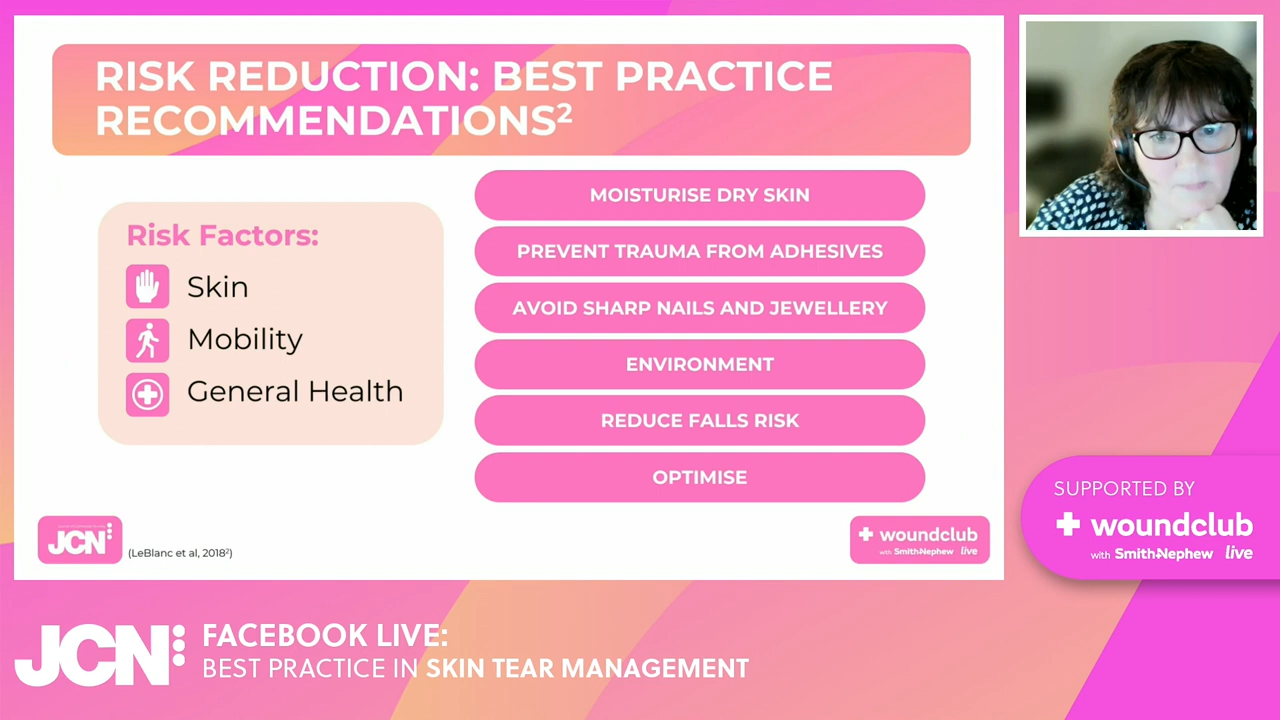 RISK REDUCTION: BEST PRACTICE
RECOMMENDATIONS²
Risk Factors:
Skin
Mobility
General Health
MOISTURISE DRY SKIN
PREVENT TRAUMA FROM ADHESIVES
AVOID SHARP NAILS AND JEWELLERY
ENVIRONMENT
REDUCE FALLS RISK
OPTIMISE
JCN
(LeBlanc et al, 2018²)
woundclub
with Smith+Nephew live
SUPPORTED BY
woundclub
with Smith+Nephew live
JCN
FACEBOOK LIVE:
BEST PRACTICE IN SKIN TEAR MANAGEMENT